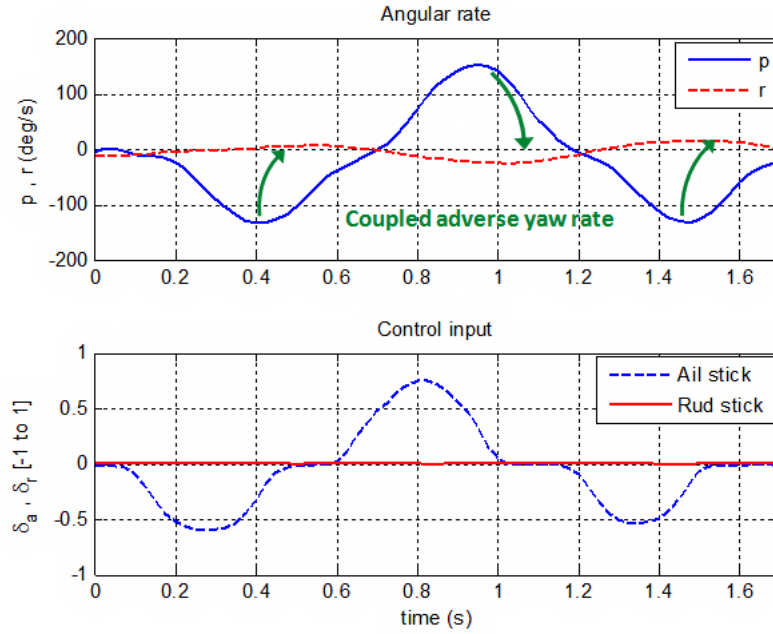 Angular rate
200
100
0
-100
-200
p , r (deg/s)
p
r
Coupled adverse yaw rate
0 0.2 0.4 0.6 0.8 1 1.2 1.4 1.6
Control input
1
0.5
0
-0.5
-1
δa , δr [-1 to 1]
Ail stick
Rud stick
0 0.2 0.4 0.6 0.8 1 1.2 1.4 1.6
time (s)